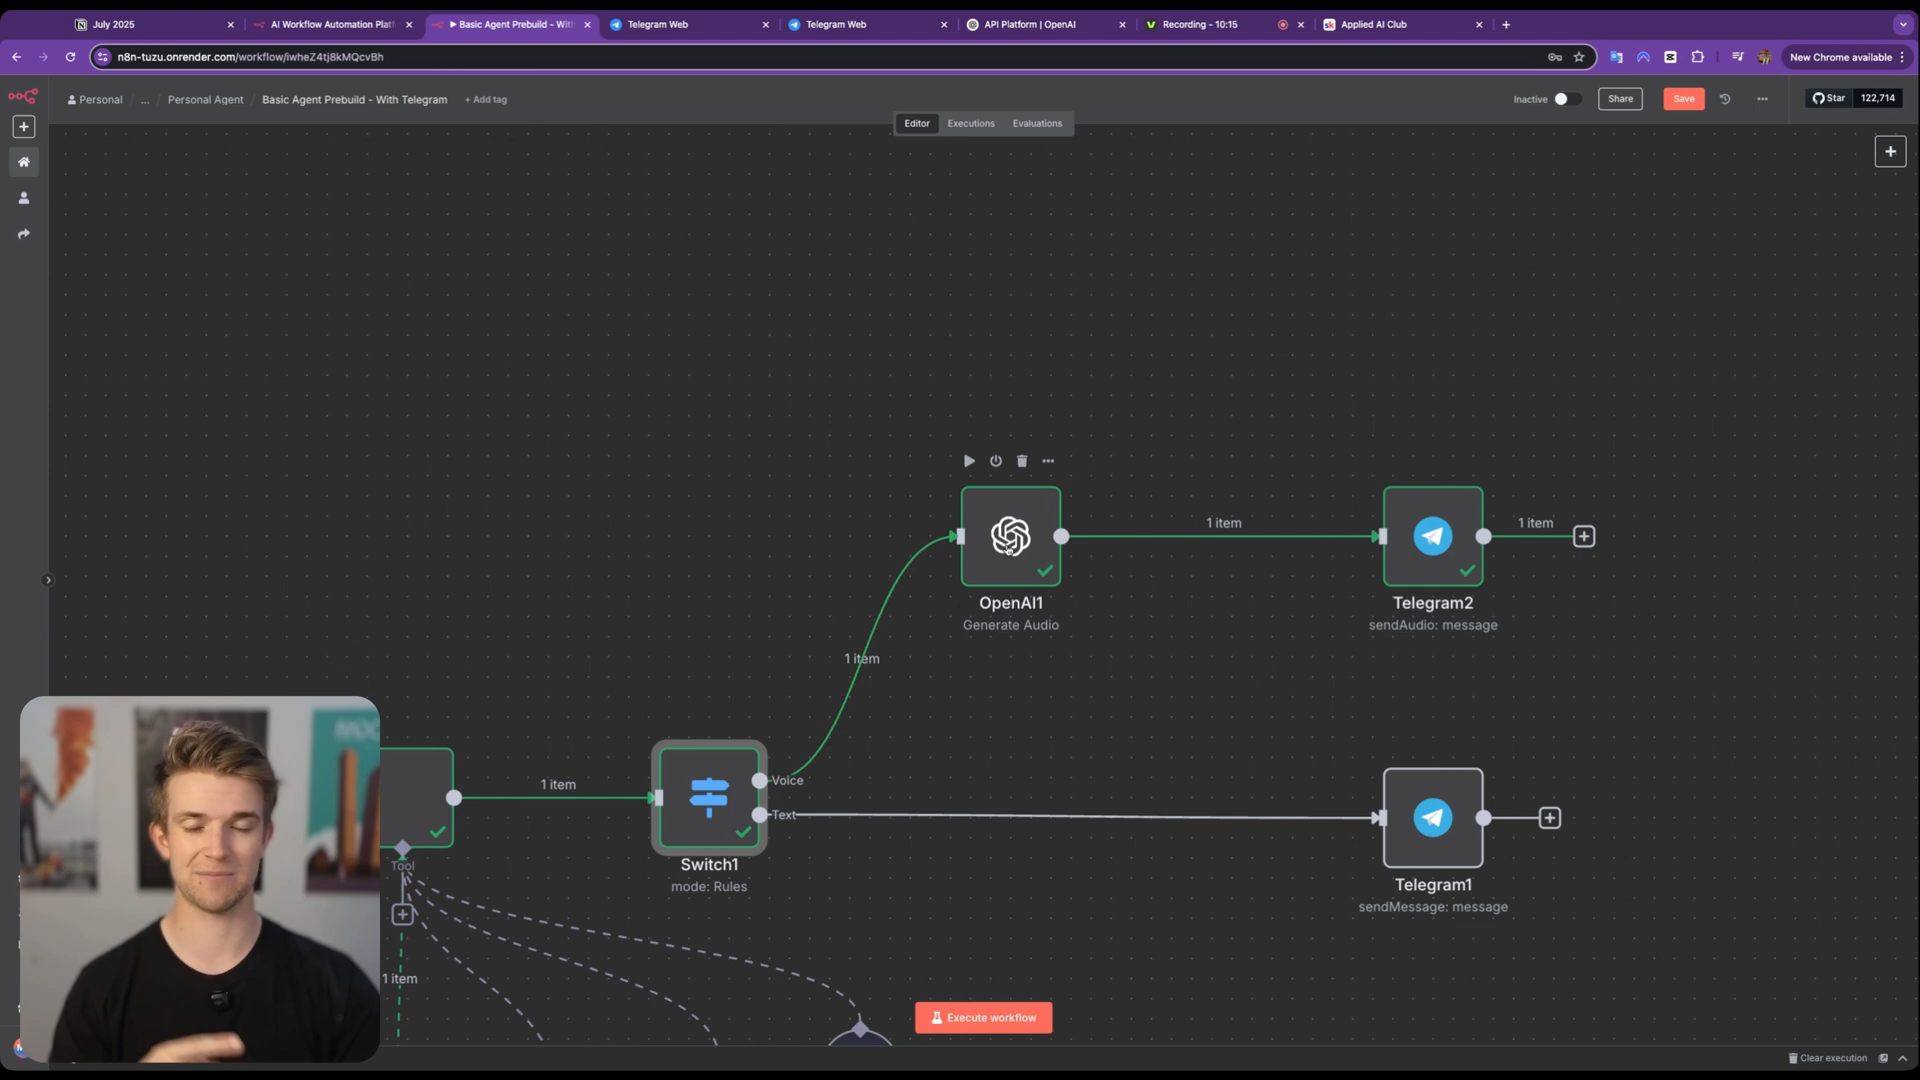 July 2025
AI Workflow Automation Platf
▶ Basic Agent Prebuild - With
Telegram Web
Telegram Web
API Platform | OpenAI
Recording - 10:15
Applied AI Club
n8n-tuzu.onrender.com/workflow/iwheZ4tj8kMQcvBh
New Chrome available
Personal / ... / Personal Agent / Basic Agent Prebuild - With Telegram + Add tag
Inactive
Share
Save
Star 122,714
Editor
Executions
Evaluations
1 item
1 item
OpenAI1
Generate Audio
Telegram2
sendAudio: message
1 item
1 item
Voice
Text
Tool
Switch1
mode: Rules
Telegram1
sendMessage: message
1 item
Execute workflow
Clear execution